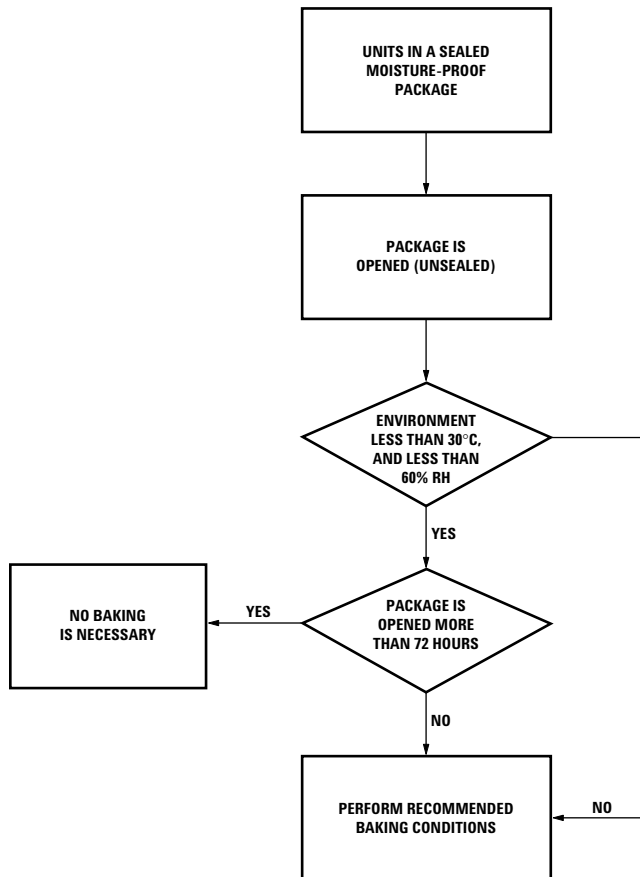 UNITS IN A SEALED
MOISTURE-PROOF
PACKAGE
PACKAGE IS
OPENED (UNSEALED)
ENVIRONMENT
LESS THAN 30°C,
AND LESS THAN
60% RH
YES
PACKAGE IS
OPENED MORE
THAN 72 HOURS
YES
NO BAKING
IS NECESSARY
NO
PERFORM RECOMMENDED
BAKING CONDITIONS
NO